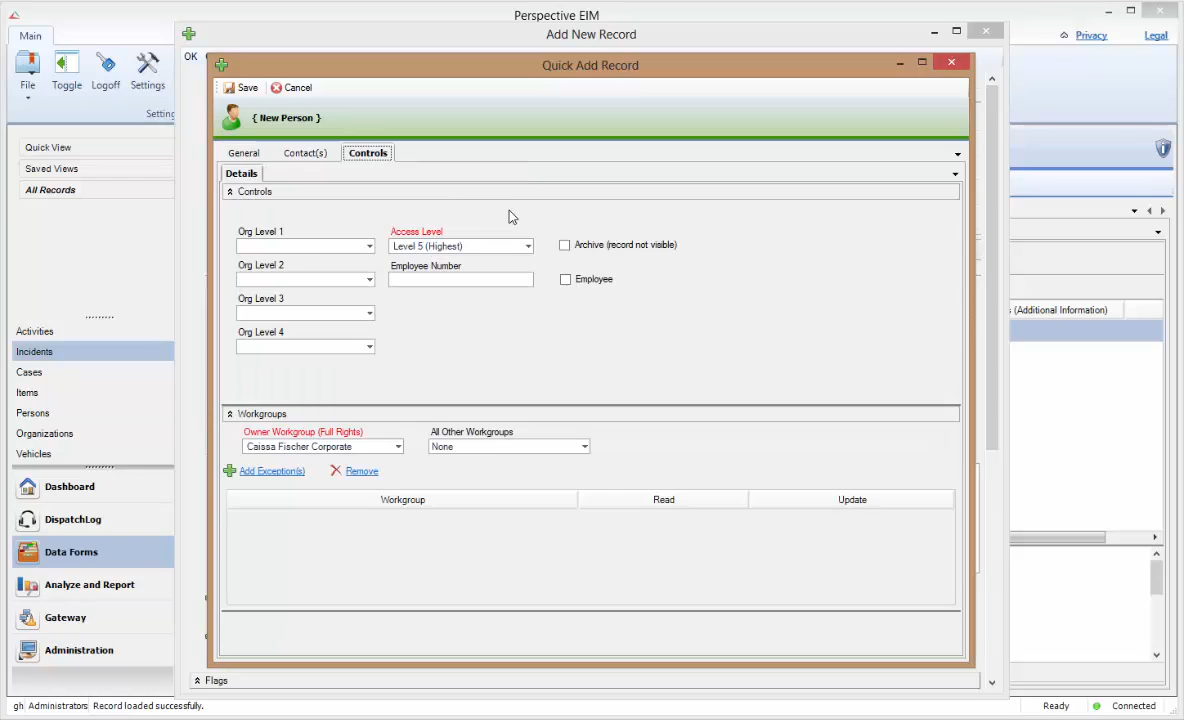 Perspective EIM
Main
Add New Record
Privacy
Legal
OK
Quick Add Record
File
Toggle
Logoff
Settings
Save
Cancel
{ New Person }
General
Contact(s)
Controls
Quick View
Saved Views
All Records
Details
Controls
Org Level 1
Access Level
Level 5 (Highest)
Archive (record not visible)
Org Level 2
Employee Number
Employee
Org Level 3
Org Level 4
(Additional Information)
Activities
Incidents
Cases
Items
Persons
Organizations
Vehicles
Workgroups
Owner Workgroup (Full Rights)
All Other Workgroups
Caissa Fischer Corporate
None
Add Exception(s)
Remove
Workgroup
Read
Update
Dashboard
DispatchLog
Data Forms
Analyze and Report
Gateway
Administration
Flags
gh
Administrators
Record loaded successfully.
Ready
Connected